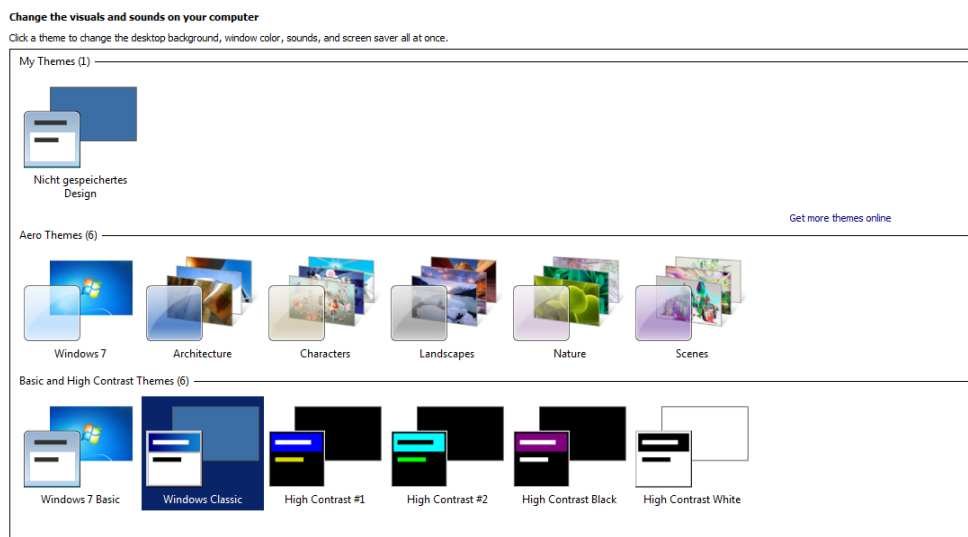 Change the visuals and sounds on your computer
Click a theme to change the desktop background, window color, sounds, and screen saver all at once.
My Themes (1)
Nicht gespeichertes
Design
Get more themes online
Aero Themes (6)
Windows 7
Architecture
Characters
Landscapes
Nature
Scenes
Basic and High Contrast Themes (6)
Windows 7 Basic
Windows Classic
High Contrast #1
High Contrast #2
High Contrast Black
High Contrast White